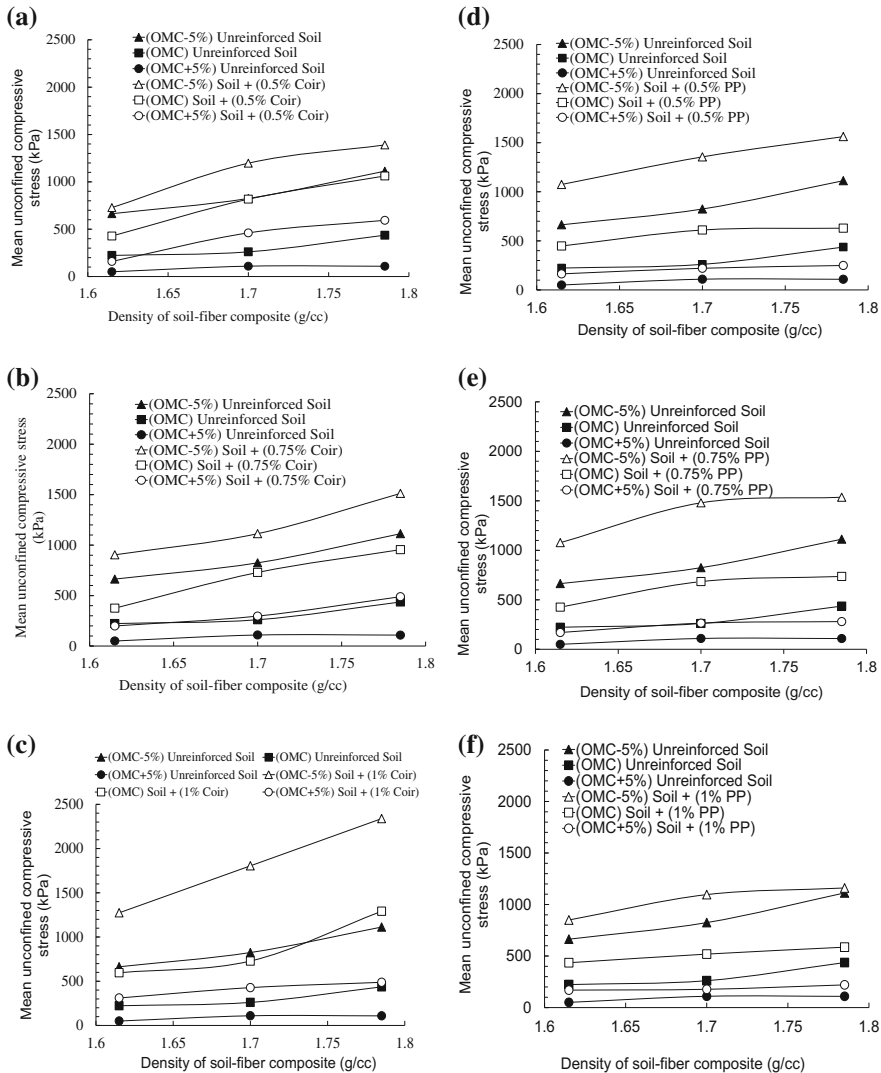 (a)
(OMC-5%) Unreinforced Soil
(OMC) Unreinforced Soil
(OMC+5%) Unreinforced Soil
(OMC-5%) Soil + (0.5% Coir)
(OMC) Soil + (0.5% Coir)
(OMC+5%) Soil + (0.5% Coir)
2500
2000
1500
1000
500
0
1.6
1.65
1.7
1.75
1.8
Mean unconfined compressive
stress (kPa)
Density of soil-fiber composite (g/cc)
(b)
(OMC-5%) Unreinforced Soil
(OMC) Unreinforced Soil
(OMC+5%) Unreinforced Soil
(OMC-5%) Soil + (0.75% Coir)
(OMC) Soil + (0.75% Coir)
(OMC+5%) Soil + (0.75% Coir)
2500
2000
1500
1000
500
0
1.6
1.7
1.8
Mean unconfined compressive stress
(kPa)
Density of soil-fiber composite (g/cc)
(c)
(OMC-5%) Unreinforced Soil
(OMC) Unreinforced Soil
(OMC+5%) Unreinforced Soil
(OMC-5%) Soil + (1% Coir)
(OMC) Soil + (1% Coir)
(OMC+5%) Soil + (1% Coir)
2500
2000
1500
1000
500
0
1.6
1.65
1.7
1.75
1.8
Mean unconfined compressive
stress (kPa)
Density of soil-fiber composite (g/cc)
(d)
(OMC-5%) Unreinforced Soil
(OMC) Unreinforced Soil
(OMC+5%) Unreinforced Soil
(OMC-5%) Soil + (0.5% PP)
(OMC) Soil + (0.5% PP)
(OMC+5%) Soil + (0.5% PP)
2500
2000
1500
1000
500
0
1.6
1.65
1.7
1.75
1.8
Mean unconfined compressive
stress (kPa)
Density of soil-fiber composite (g/cc)
(e)
(OMC-5%) Unreinforced Soil
(OMC) Unreinforced Soil
(OMC+5%) Unreinforced Soil
(OMC-5%) Soil + (0.75% PP)
(OMC) Soil + (0.75% PP)
(OMC+5%) Soil + (0.75% PP)
2500
2000
1500
1000
500
0
1.6
1.7
1.8
Mean unconfined compressive
stress (kPa)
Density of soil-fiber composite (g/cc)
(f)
(OMC-5%) Unreinforced Soil
(OMC) Unreinforced Soil
(OMC+5%) Unreinforced Soil
(OMC-5%) Soil + (1% PP)
(OMC) Soil + (1% PP)
(OMC+5%) Soil + (1% PP)
2500
2000
1500
1000
500
0
1.6
1.65
1.7
1.75
1.8
Mean unconfined compressive
stress (kPa)
Density of soil-fiber composite (g/cc)